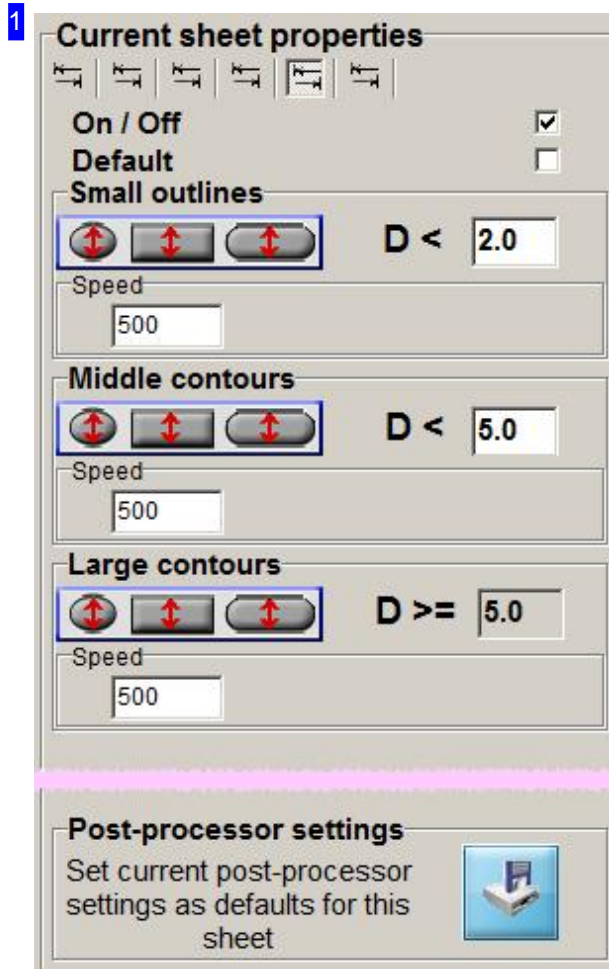 1
Current sheet properties
On / Off
Default
Small outlines
D < 2.0
Speed
500
Middle contours
D < 5.0
Speed
500
Large contours
D >= 5.0
Speed
500
Post-processor settings
Set current post-processor
settings as defaults for this
sheet